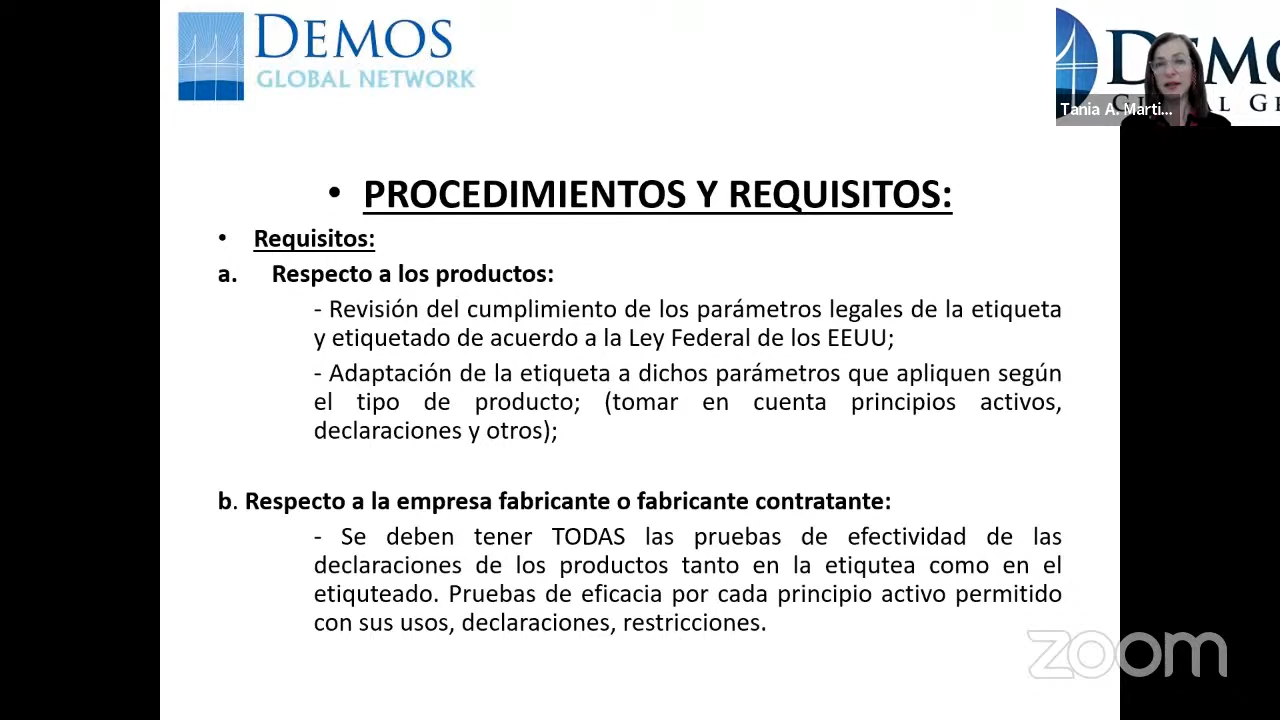 DEMOS
GLOBAL NETWORK
Tania A. Marti...
• PROCEDIMIENTOS Y REQUISITOS:
• Requisitos:
a. Respecto a los productos:
- Revisión del cumplimiento de los parámetros legales de la etiqueta
y etiquetado de acuerdo a la Ley Federal de los EEUU;
- Adaptación de la etiqueta a dichos parámetros que apliquen según
el tipo de producto; (tomar en cuenta principios activos,
declaraciones y otros);
b. Respecto a la empresa fabricante o fabricante contratante:
- Se deben tener TODAS las pruebas de efectividad de las
declaraciones de los productos tanto en la etiqutea como en el
etiquteado. Pruebas de eficacia por cada principio activo permitido
con sus usos, declaraciones, restricciones.
zoom